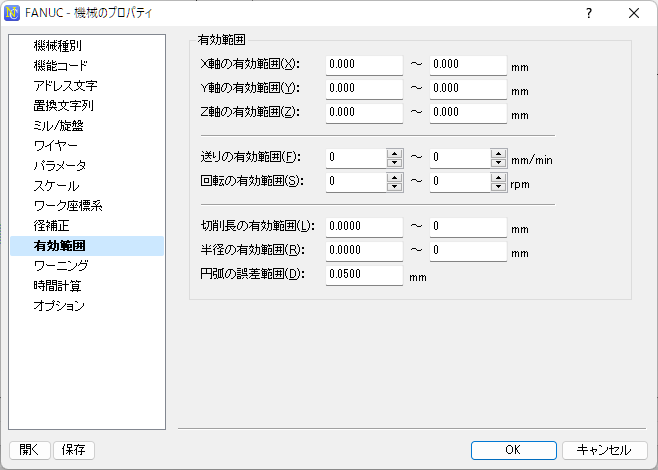 FANUC - 機械のプロパティ
機械種別
機能コード
アドレス文字
置換文字列
ミル/旋盤
ワイヤー
パラメータ
スケール
ワーク座標系
径補正
有効範囲
ワーニング
時間計算
オプション
有効範囲
X軸の有効範囲(X): 0.000 ～ 0.000 mm
Y軸の有効範囲(Y): 0.000 ～ 0.000 mm
Z軸の有効範囲(Z): 0.000 ～ 0.000 mm
送りの有効範囲(F): 0 ～ 0 mm/min
回転の有効範囲(S): 0 ～ 0 rpm
切削長の有効範囲(L): 0.0000 ～ 0 mm
半径の有効範囲(R): 0.0000 ～ 0 mm
円弧の誤差範囲(D): 0.0500 mm
開く 保存 OK キャンセル